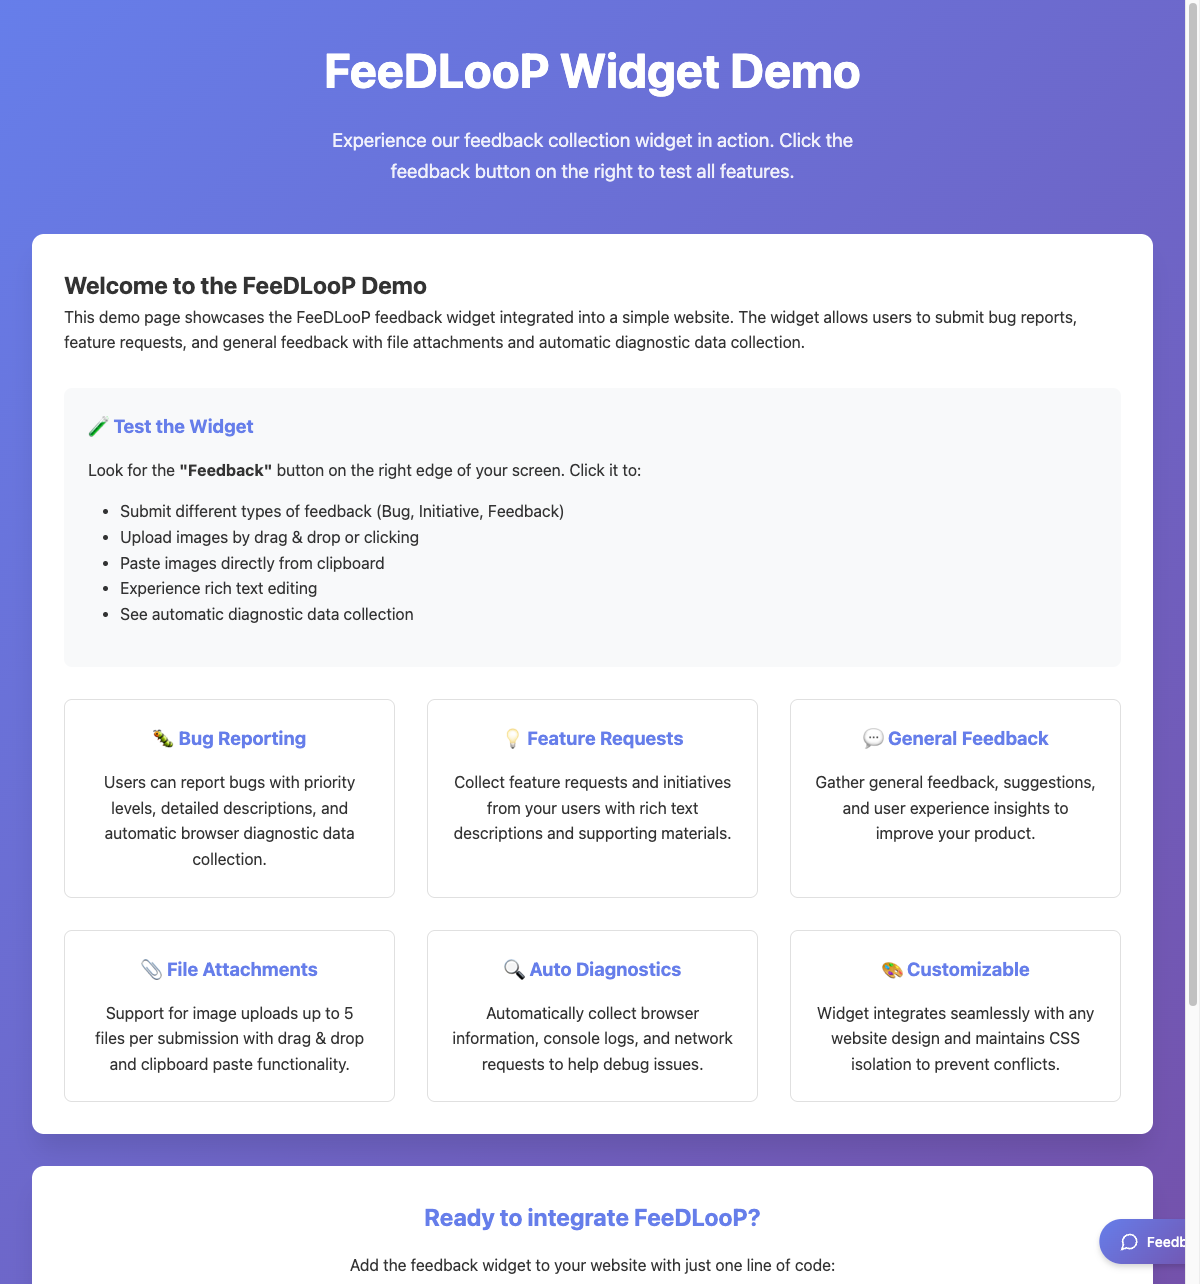 FeeDLooP Widget Demo
Experience our feedback collection widget in action. Click the
feedback button on the right to test all features.
Welcome to the FeeDLooP Demo
This demo page showcases the FeeDLooP feedback widget integrated into a simple website. The widget allows users to submit bug reports,
feature requests, and general feedback with file attachments and automatic diagnostic data collection.
Test the Widget
Look for the "Feedback" button on the right edge of your screen. Click it to:
• Submit different types of feedback (Bug, Initiative, Feedback)
• Upload images by drag & drop or clicking
• Paste images directly from clipboard
• Experience rich text editing
• See automatic diagnostic data collection
Bug Reporting
Users can report bugs with priority
levels, detailed descriptions, and
automatic browser diagnostic data
collection.
Feature Requests
Collect feature requests and initiatives
from your users with rich text
descriptions and supporting materials.
General Feedback
Gather general feedback, suggestions,
and user experience insights to
improve your product.
File Attachments
Support for image uploads up to 5
files per submission with drag & drop
and clipboard paste functionality.
Auto Diagnostics
Automatically collect browser
information, console logs, and network
requests to help debug issues.
Customizable
Widget integrates seamlessly with any
website design and maintains CSS
isolation to prevent conflicts.
Ready to integrate FeeDLooP?
Add the feedback widget to your website with just one line of code:
Feedb